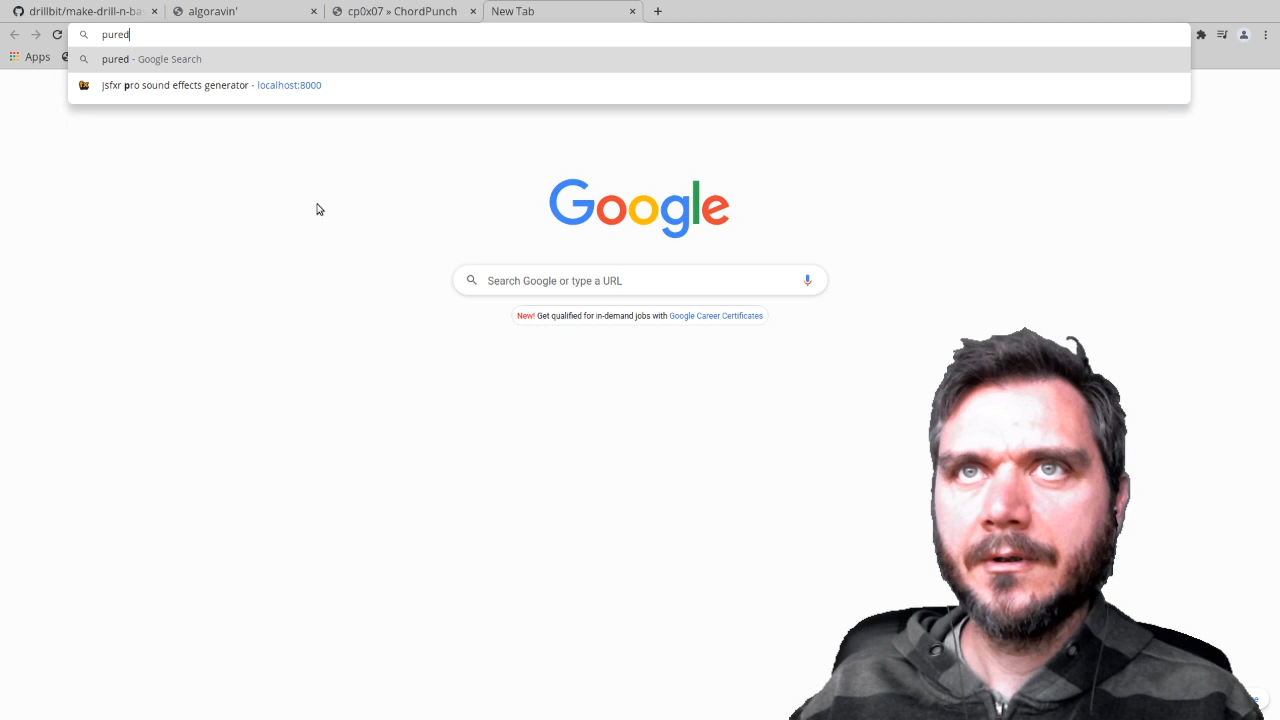 drillbit/make-drill-n-ba
algoravin'
cp0x07 » ChordPunch
New Tab
pured
Apps
pured - Google Search
jsfxr pro sound effects generator - localhost:8000
Google
Search Google or type a URL
New! Get qualified for in-demand jobs with Google Career Certificates